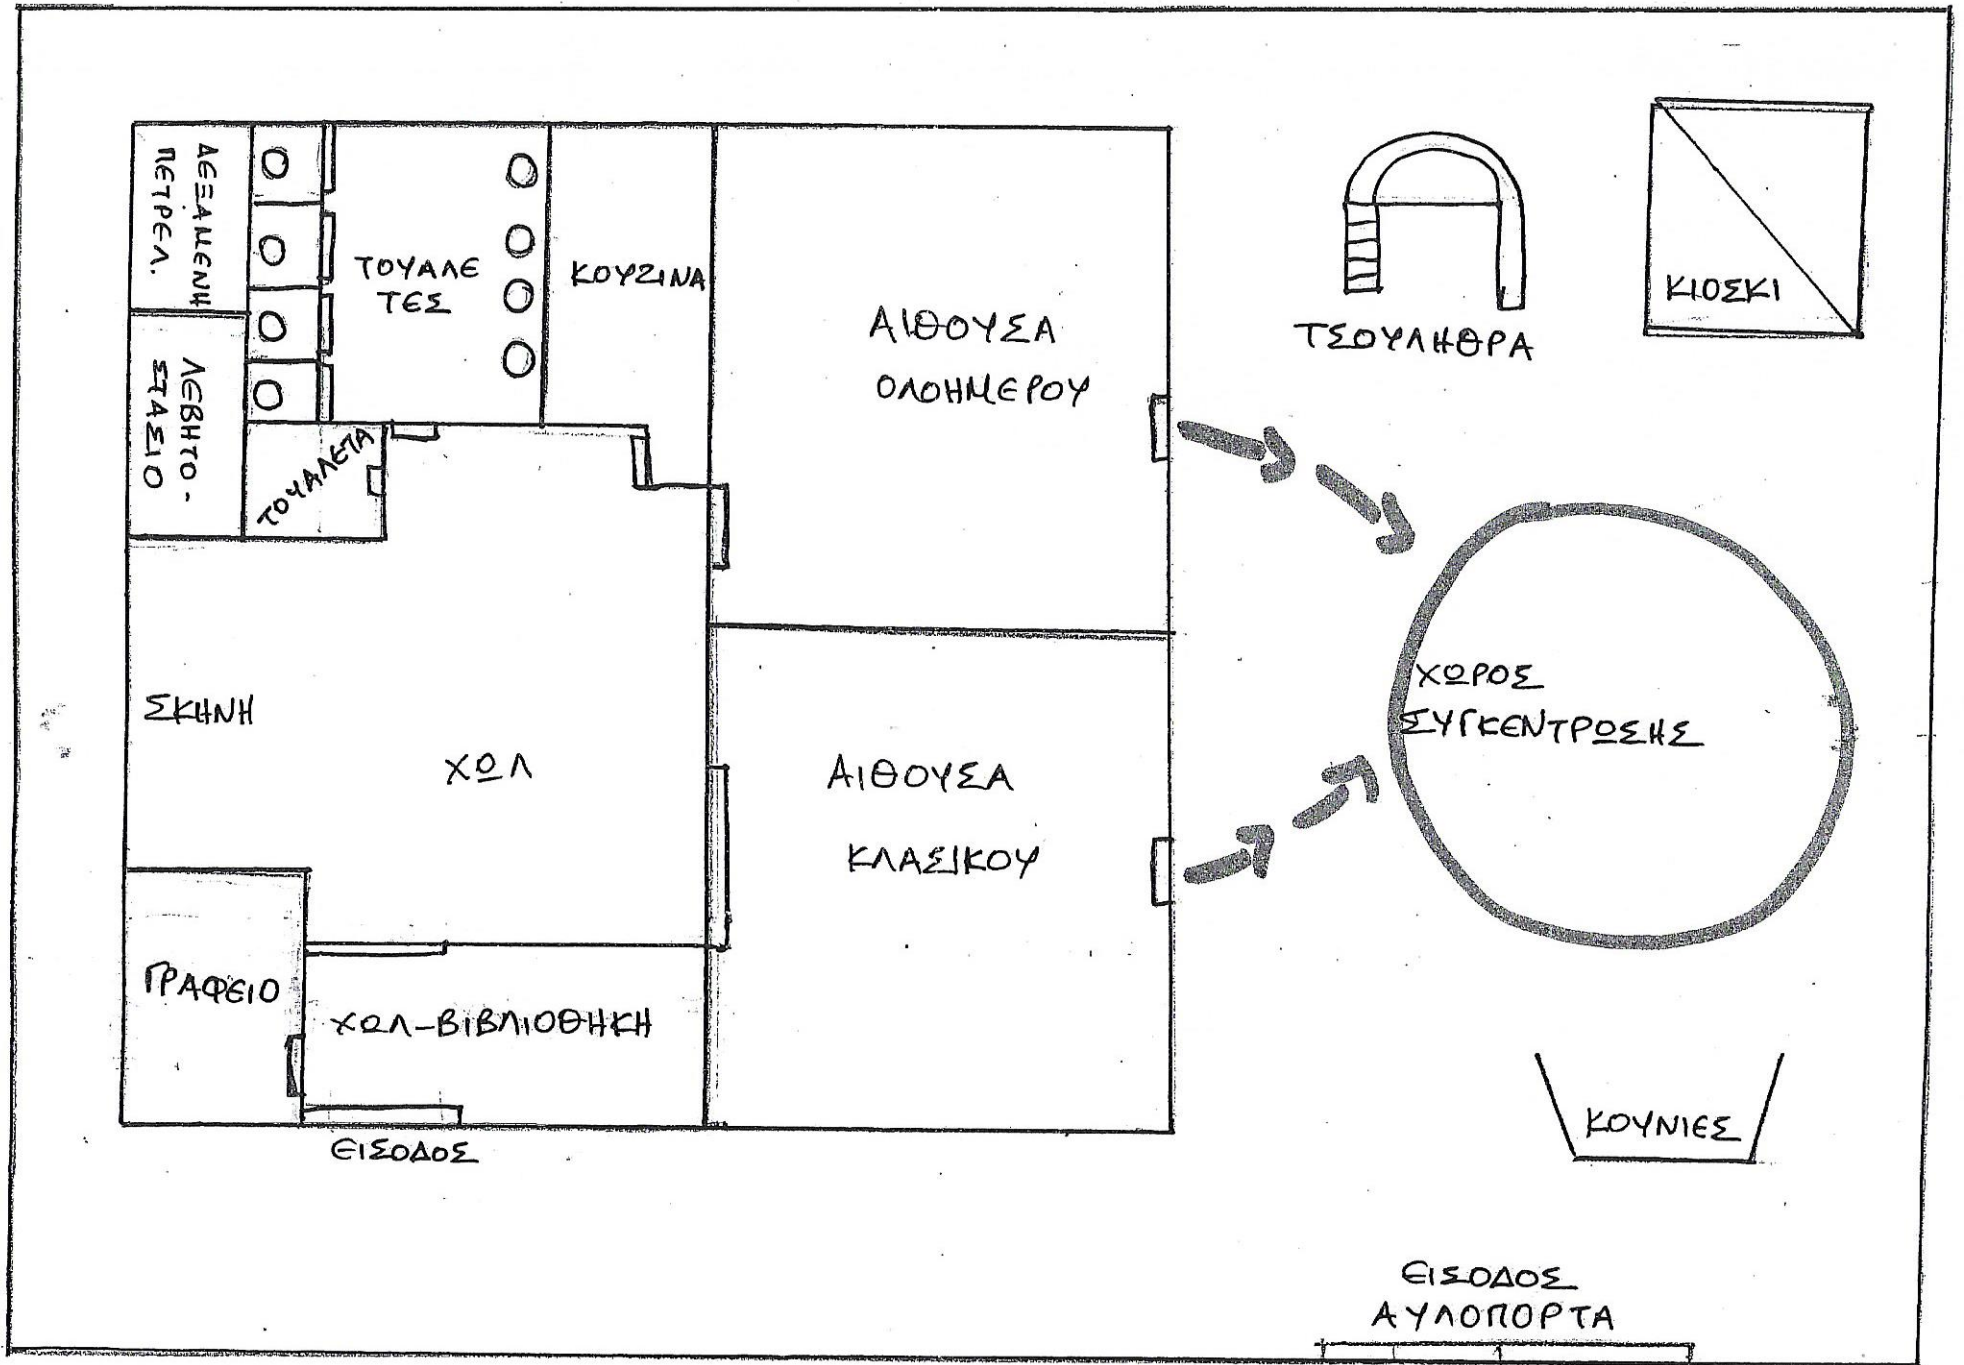 ΔΕΞΑΜΕΝΗ
ΠΕΤΡΕΛ.
ΛΕΒΗΤΟ-
ΣΤΑΣΙΟ
ΤΟΥΑΛΕ
ΤΕΣ
ΤΟΥΑΛΕΤΑ
ΚΟΥΖΙΝΑ
ΑΙΘΟΥΣΑ
ΟΛΟΗΜΕΡΟΥ
ΤΣΟΥΛΗΘΡΑ
ΚΙΟΣΚΙ
ΣΚΗΝΗ
ΧΩΛ
ΑΙΘΟΥΣΑ
ΚΛΑΣΙΚΟΥ
ΧΩΡΟΣ
ΣΥΓΚΕΝΤΡΩΣΗΣ
ΓΡΑΦΕΙΟ
ΧΩΛ-ΒΙΒΛΙΟΘΗΚΗ
ΕΙΣΟΔΟΣ
ΚΟΥΝΙΕΣ
ΕΙΣΟΔΟΣ
ΑΥΛΟΠΟΡΤΑ